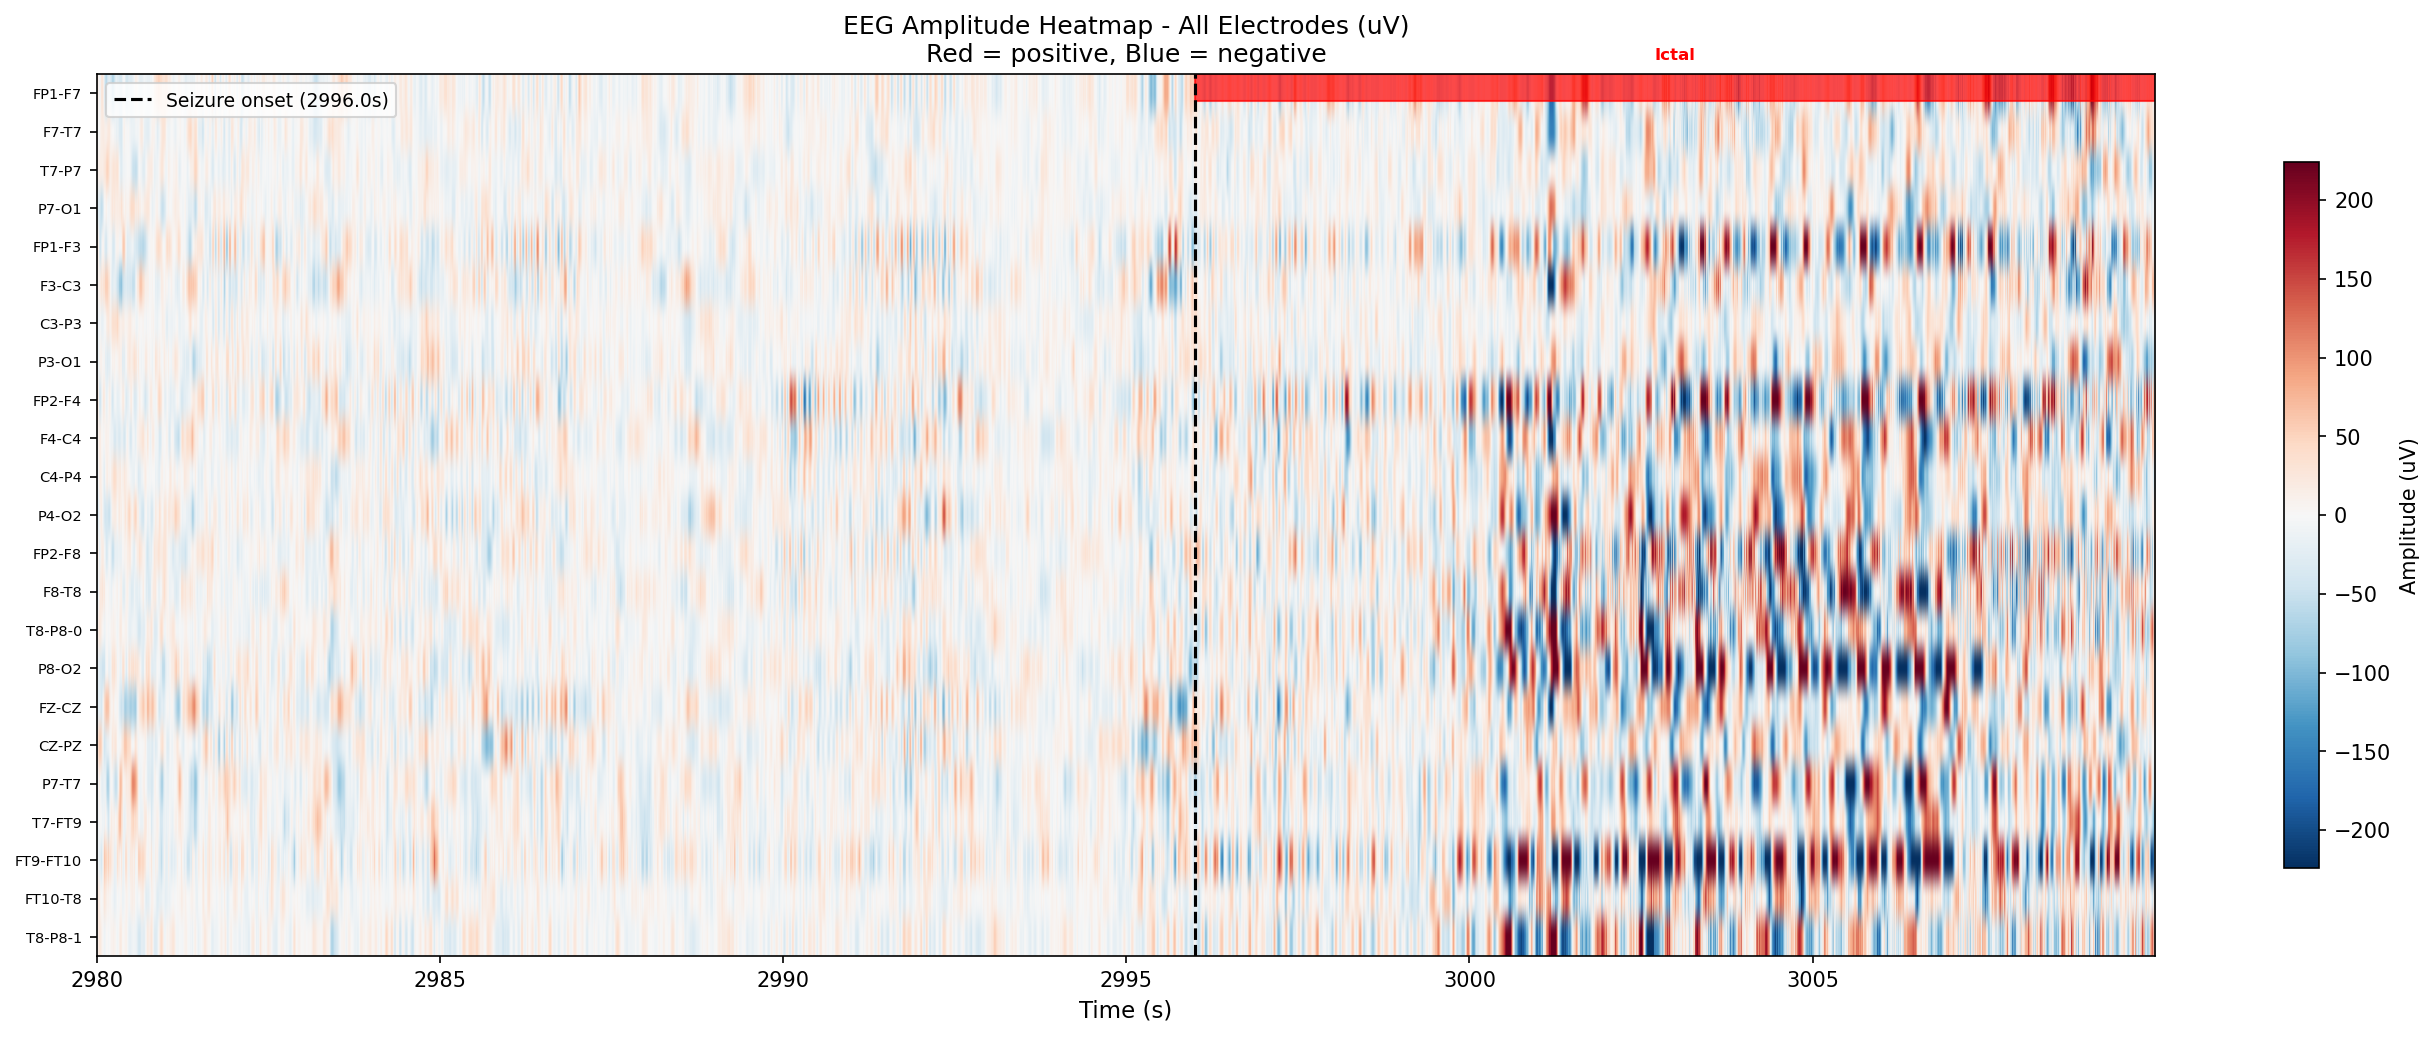 EEG Amplitude Heatmap - All Electrodes (uV)
Red = positive, Blue = negative
Ictal
Seizure onset (2996.0s)
FP1-F7
F7-T7
T7-P7
P7-O1
FP1-F3
F3-C3
C3-P3
P3-O1
FP2-F4
F4-C4
C4-P4
P4-O2
FP2-F8
F8-T8
T8-P8-0
P8-O2
FZ-CZ
CZ-PZ
P7-T7
T7-FT9
FT9-FT10
FT10-T8
T8-P8-1
2980
2985
2990
2995
3000
3005
Time (s)
200
150
100
50
0
−50
−100
−150
−200
Amplitude (uV)